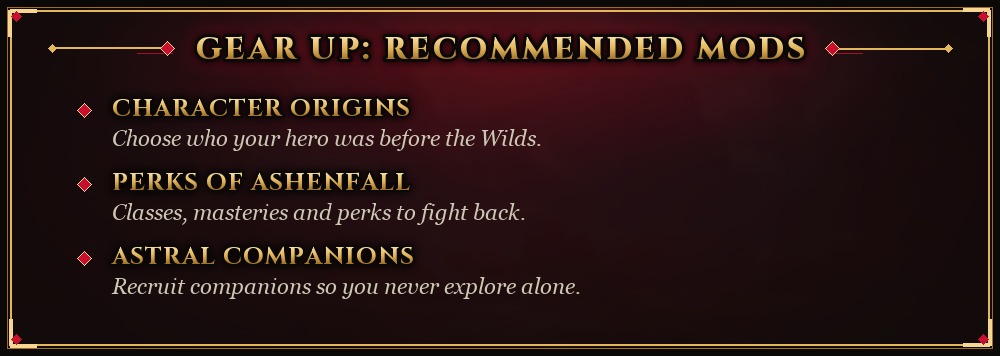 GEAR UP: RECOMMENDED MODS
CHARACTER ORIGINS
Choose who your hero was before the Wilds.
PERKS OF ASHENFALL
Classes, masteries and perks to fight back.
ASTRAL COMPANIONS
Recruit companions so you never explore alone.